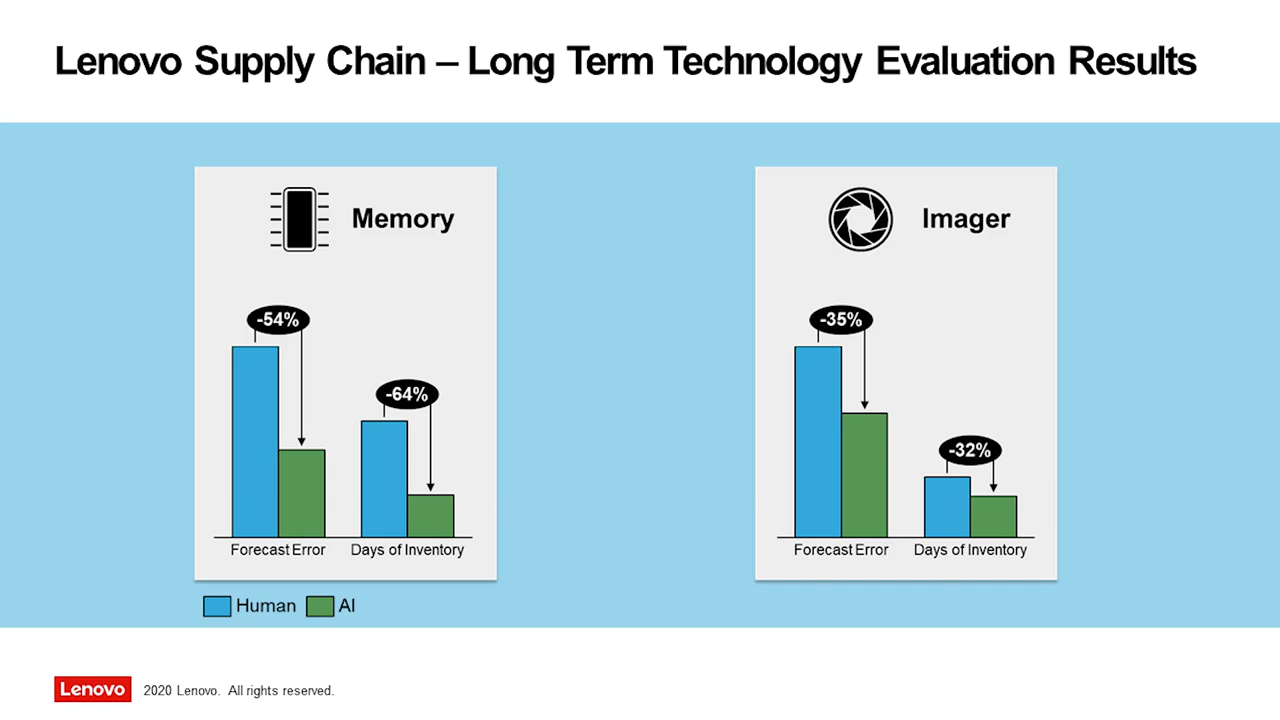 Lenovo Supply Chain – Long Term Technology Evaluation Results
Memory
-54%
-64%
Forecast Error
Days of Inventory
Imager
-35%
-32%
Forecast Error
Days of Inventory
Human
AI
Lenovo
2020 Lenovo. All rights reserved.